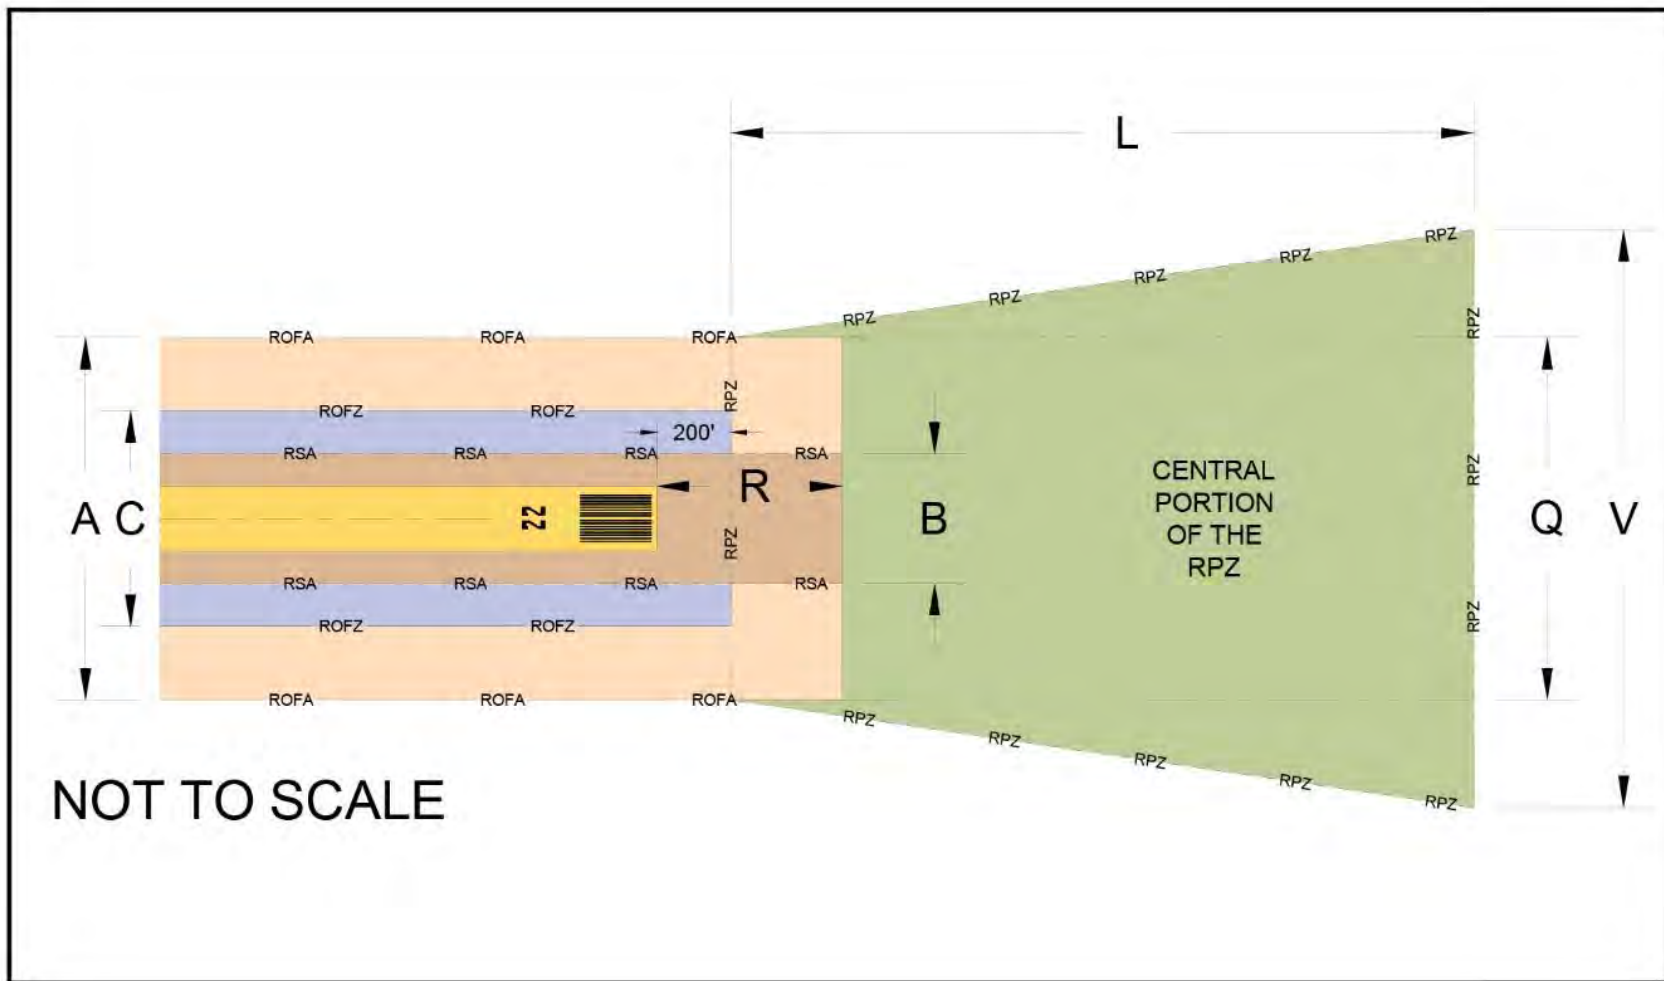 L
RPZ
RPZ
RPZ
RPZ
RPZ
RPZ
ROFA ROFA ROFA
RPZ
ROFZ ROFZ
200'
RSA RSA RSA RSA
RPZ
R
CENTRAL
PORTION
OF THE
RPZ
A C 22 B Q V
RPZ
RSA RSA RSA RSA
RPZ
ROFZ ROFZ
ROFA ROFA ROFA
RPZ
RPZ
RPZ
RPZ
RPZ
NOT TO SCALE